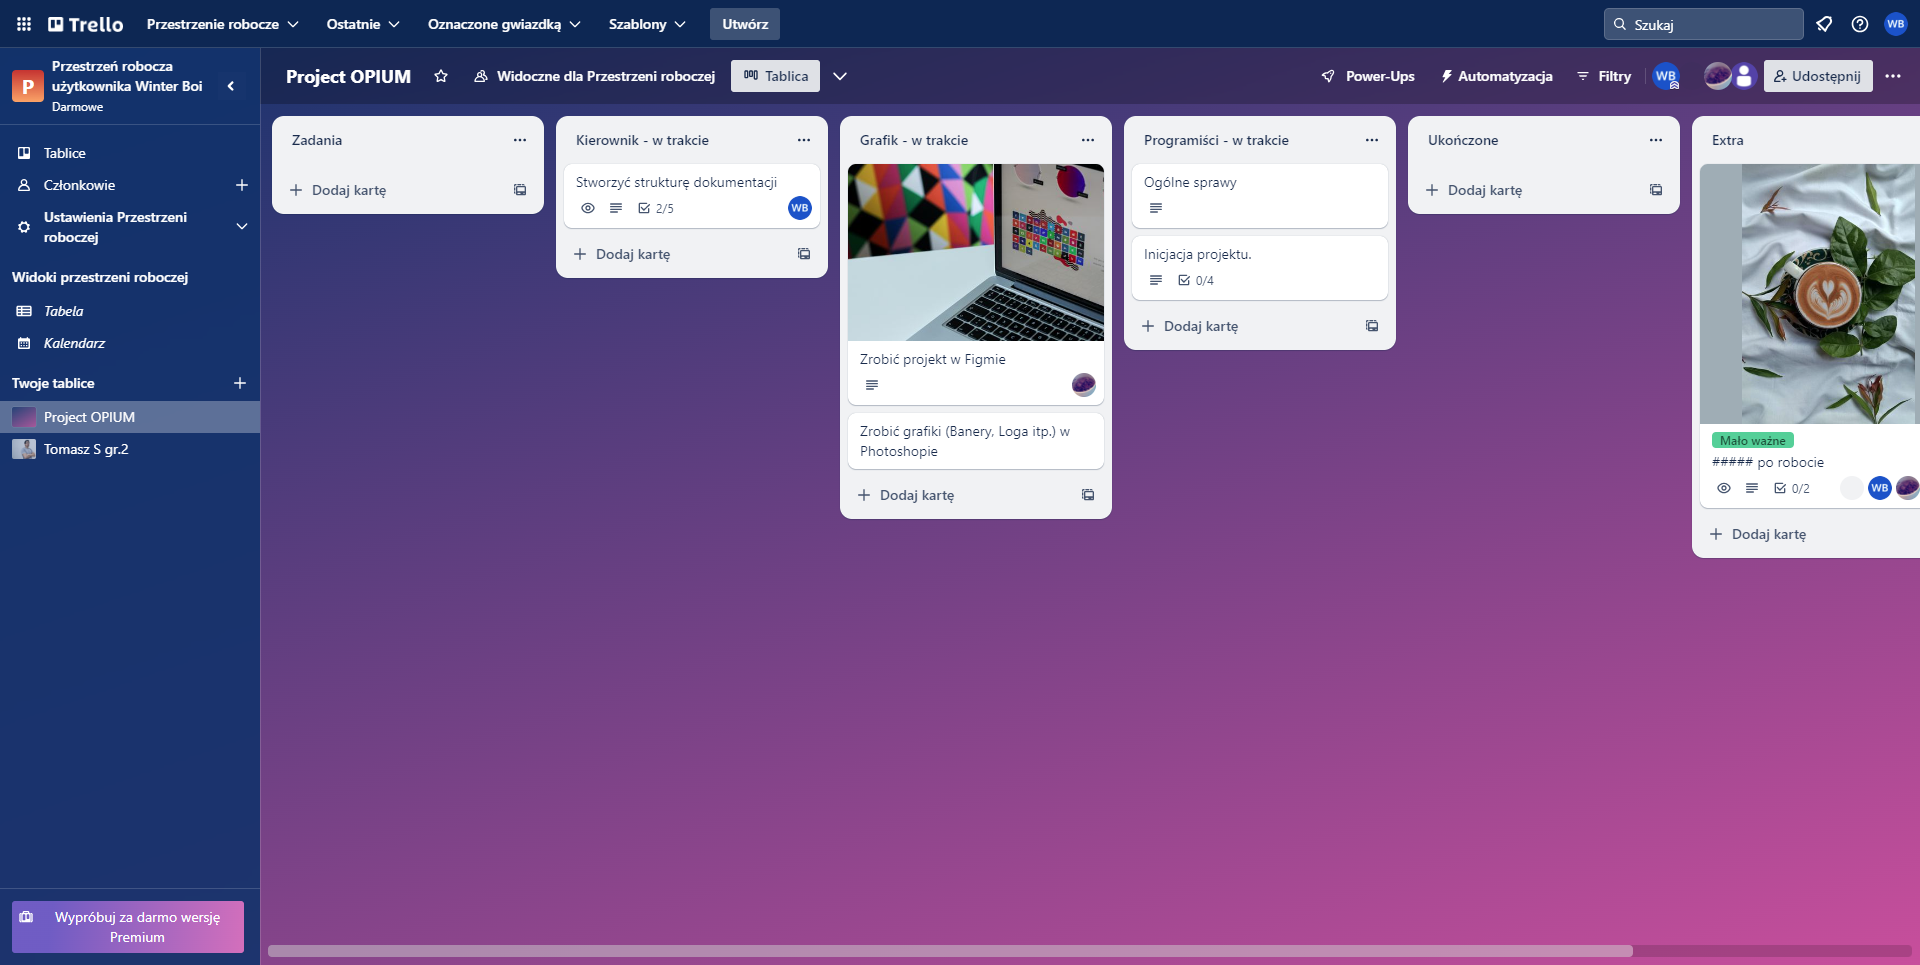 Trello
Przestrzenie robocze
Ostatnie
Oznaczone gwiazdką
Szablony
Utwórz
Szukaj
WB
P
Przestrzeń robocza
użytkownika Winter Boi
Darmowe
Project OPIUM
Widoczne dla Przestrzeni roboczej
Tablica
Power-Ups
Automatyzacja
Filtry
WB
Udostępnij
Tablice
Członkowie
Ustawienia Przestrzeni
roboczej
Widoki przestrzeni roboczej
Tabela
Kalendarz
Twoje tablice
Project OPIUM
Tomasz S gr.2
Wypróbuj za darmo wersję
Premium
Zadania
Dodaj kartę
Kierownik - w trakcie
Stworzyć strukturę dokumentacji
2/5
WB
Dodaj kartę
Grafik - w trakcie
Zrobić projekt w Figmie
Zrobić grafiki (Banery, Loga itp.) w
Photoshopie
Dodaj kartę
Programiści - w trakcie
Ogólne sprawy
Inicjacja projektu.
0/4
Dodaj kartę
Ukończone
Dodaj kartę
Extra
Mało ważne
##### po robocie
0/2
WB
Dodaj kartę